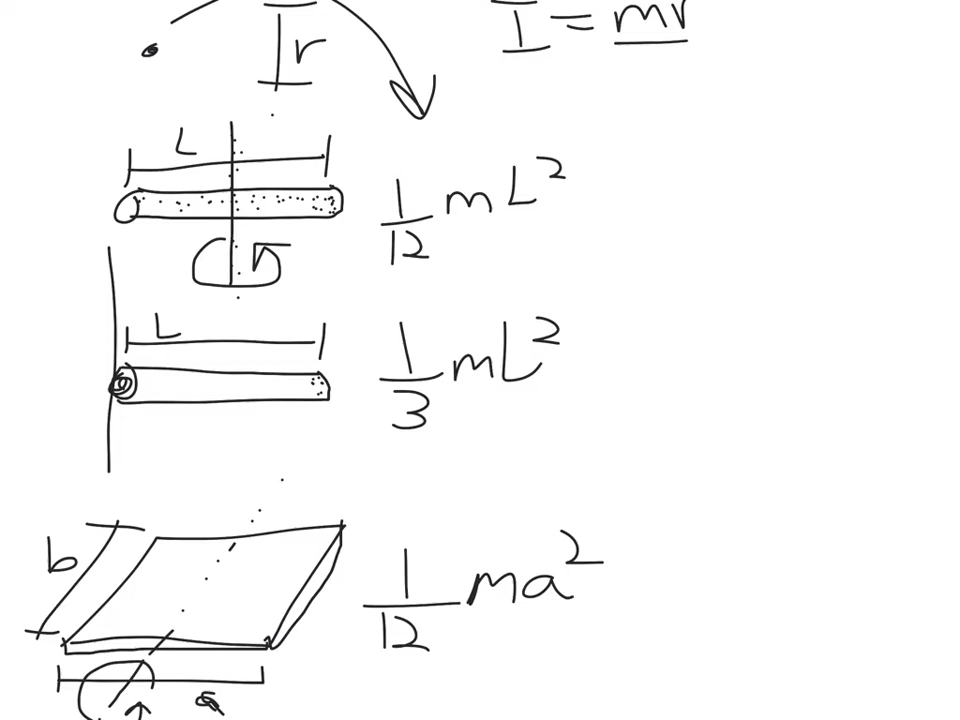 r
I = mr
L
1/12 mL²
L
1/3 mL²
b
1/12 ma²
a